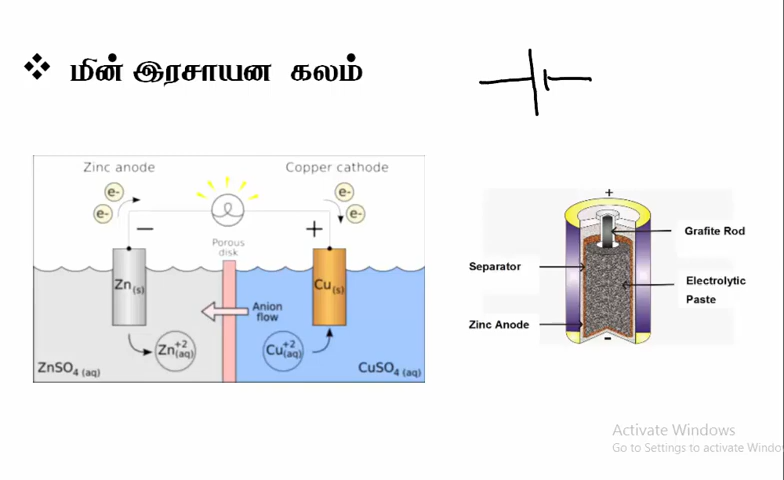 ❖ மின் இரசாயன கலம்
Zinc anode
Copper cathode
e-
e-
e-
e-
− +
Porous
disk
Zn(s)
Cu(s)
Anion
flow
Zn+2(aq)
Cu+2(aq)
ZnSO4 (aq)
CuSO4 (aq)
+
Grafite Rod
Separator
Electrolytic
Paste
Zinc Anode
-
Activate Windows
Go to Settings to activate Windo